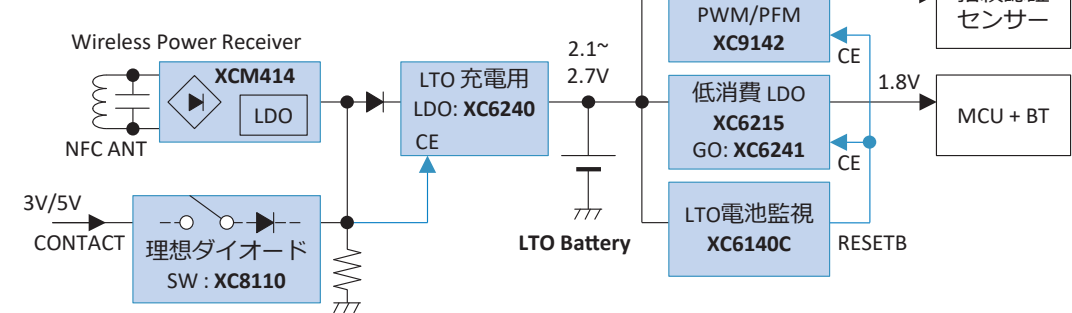 PWM/PFM
XC9142
センサー
Wireless Power Receiver
XCM414
LDO
NFC ANT
LTO 充電用
LDO: XC6240
CE
2.1~
2.7V
CE
低消費 LDO
XC6215
GO: XC6241
1.8V
MCU + BT
CE
3V/5V
CONTACT
理想ダイオード
SW : XC8110
LTO Battery
LTO電池監視
XC6140C
RESETB